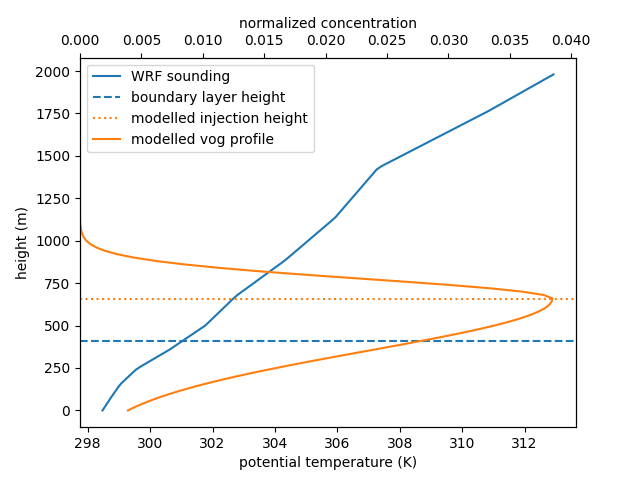 normalized concentration
0.000 0.005 0.010 0.015 0.020 0.025 0.030 0.035 0.040
2000
1750
1500
1250
1000
750
500
250
0
height (m)
WRF sounding
boundary layer height
modelled injection height
modelled vog profile
298 300 302 304 306 308 310 312
potential temperature (K)